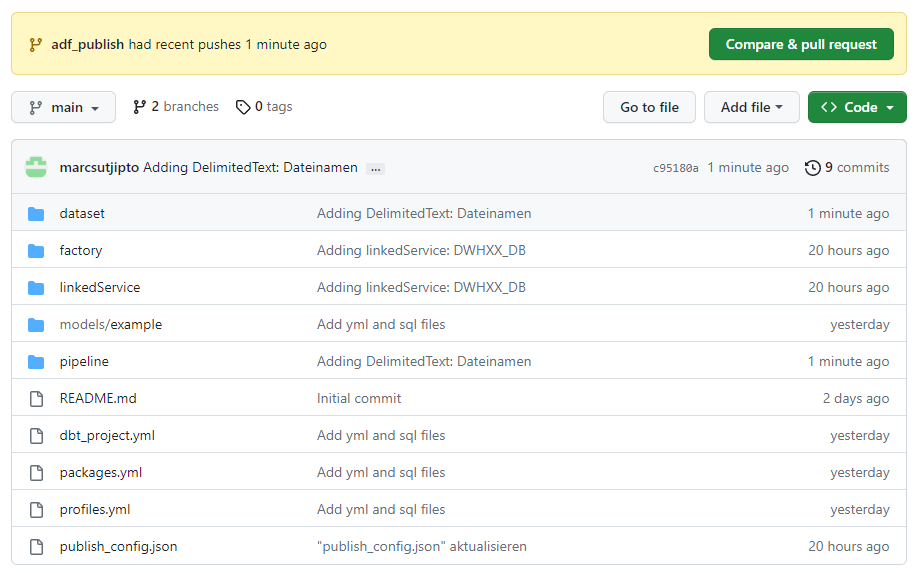 adf_publish had recent pushes 1 minute ago Compare & pull request
main 2 branches 0 tags Go to file Add file <> Code
marcsutjipto Adding DelimitedText: Dateinamen ... c95180a 1 minute ago 9 commits
dataset Adding DelimitedText: Dateinamen 1 minute ago
factory Adding linkedService: DWHXX_DB 20 hours ago
linkedService Adding linkedService: DWHXX_DB 20 hours ago
models/example Add yml and sql files yesterday
pipeline Adding DelimitedText: Dateinamen 1 minute ago
README.md Initial commit 2 days ago
dbt_project.yml Add yml and sql files yesterday
packages.yml Add yml and sql files yesterday
profiles.yml Add yml and sql files yesterday
publish_config.json "publish_config.json" aktualisieren 20 hours ago